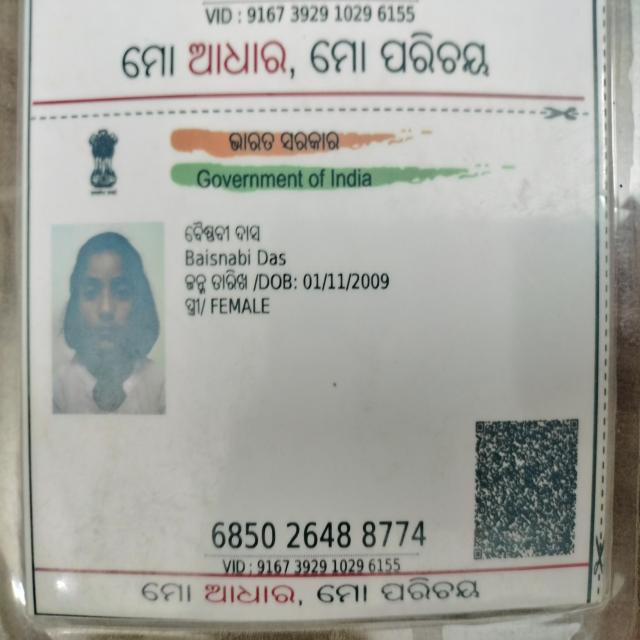 VID : 9167 3929 1029 6155
ମୋ ଆଧାର, ମୋ ପରିଚୟ
ଭାରତ ସରକାର
Government of India
ବୈଷ୍ଣବୀ ଦାସ
Baisnabi Das
ଜନ୍ମ ତାରିଖ /DOB: 01/11/2009
ସ୍ତ୍ରୀ/ FEMALE
6850 2648 8774
VID : 9167 3929 1029 6155
ମୋ ଆଧାର, ମୋ ପରିଚୟ